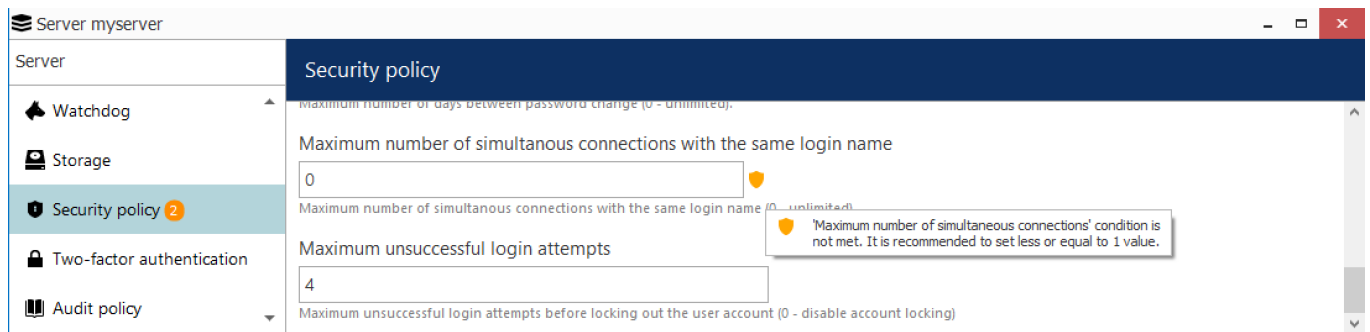 Server myserver
Server
Security policy
Watchdog
Storage
Security policy 2
Two-factor authentication
Audit policy
Maximum number of days between password change (0 - unlimited).
Maximum number of simultanous connections with the same login name
0
Maximum number of simultanous connections with the same login name (0 - unlimited)
'Maximum number of simultaneous connections' condition is
not met. It is recommended to set less or equal to 1 value.
Maximum unsuccessful login attempts
4
Maximum unsuccessful login attempts before locking out the user account (0 - disable account locking)